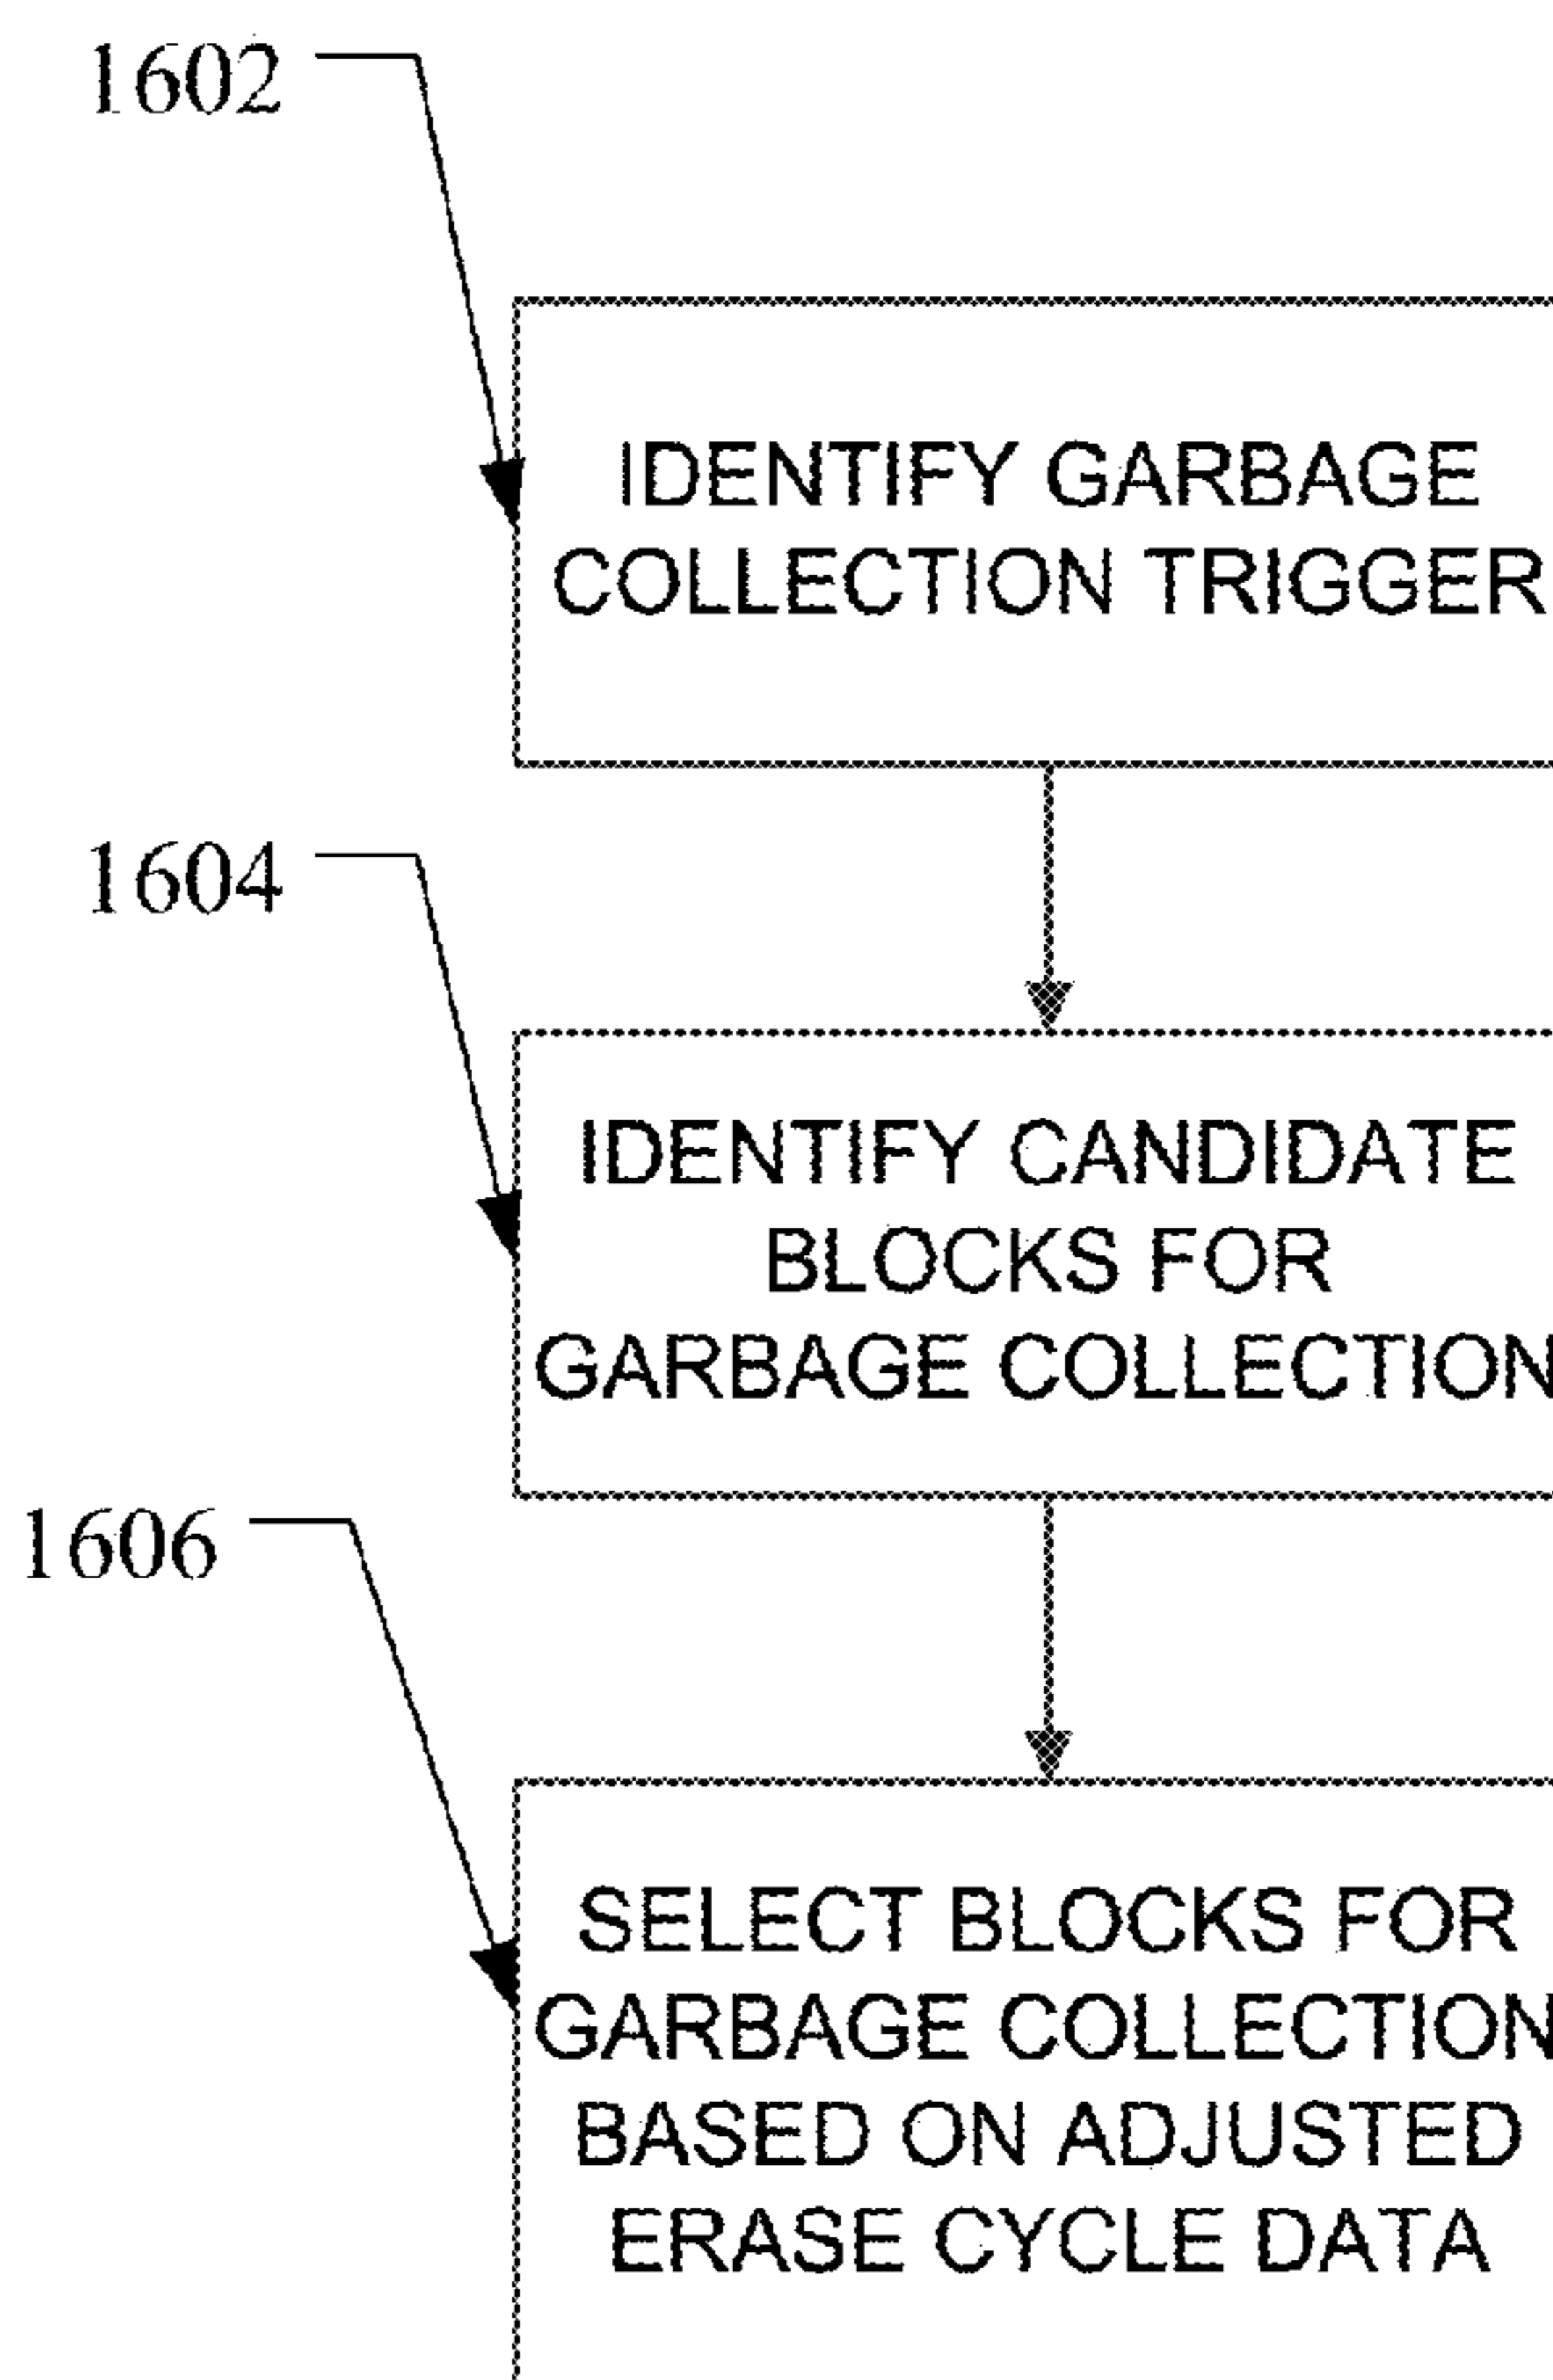 1602
IDENTIFY GARBAGE
COLLECTION TRIGGER
1604
IDENTIFY CANDIDATE
BLOCKS FOR
GARBAGE COLLECTION
1606
SELECT BLOCKS FOR
GARBAGE COLLECTION
BASED ON ADJUSTED
ERASE CYCLE DATA